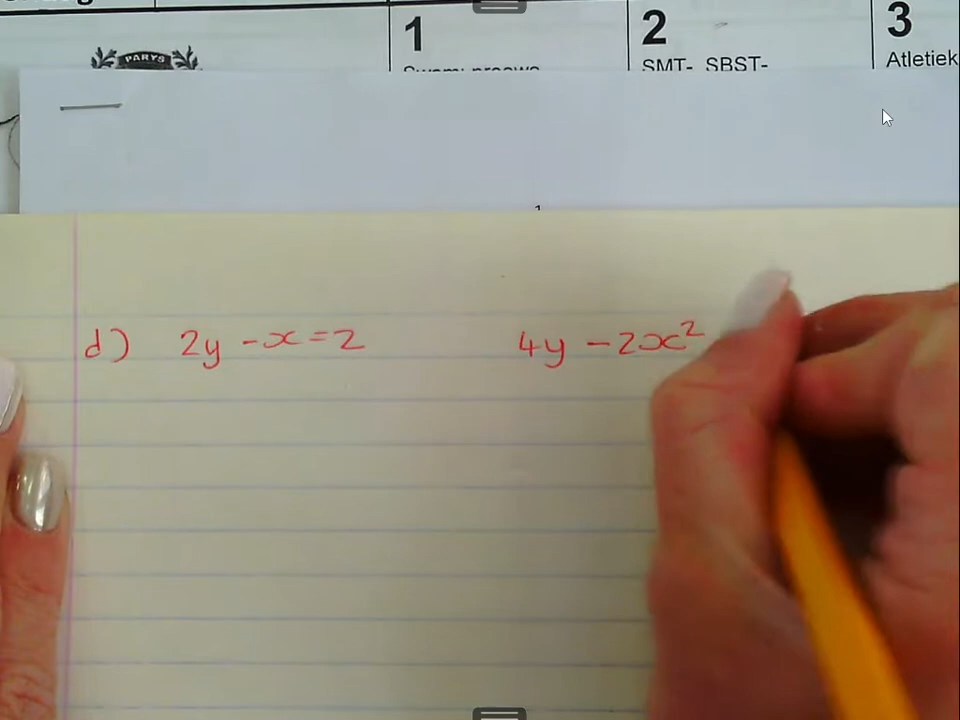 1 2 3
PARYS SMT- SBST- Atletiek
d) 2y - x = 2 4y - 2x²